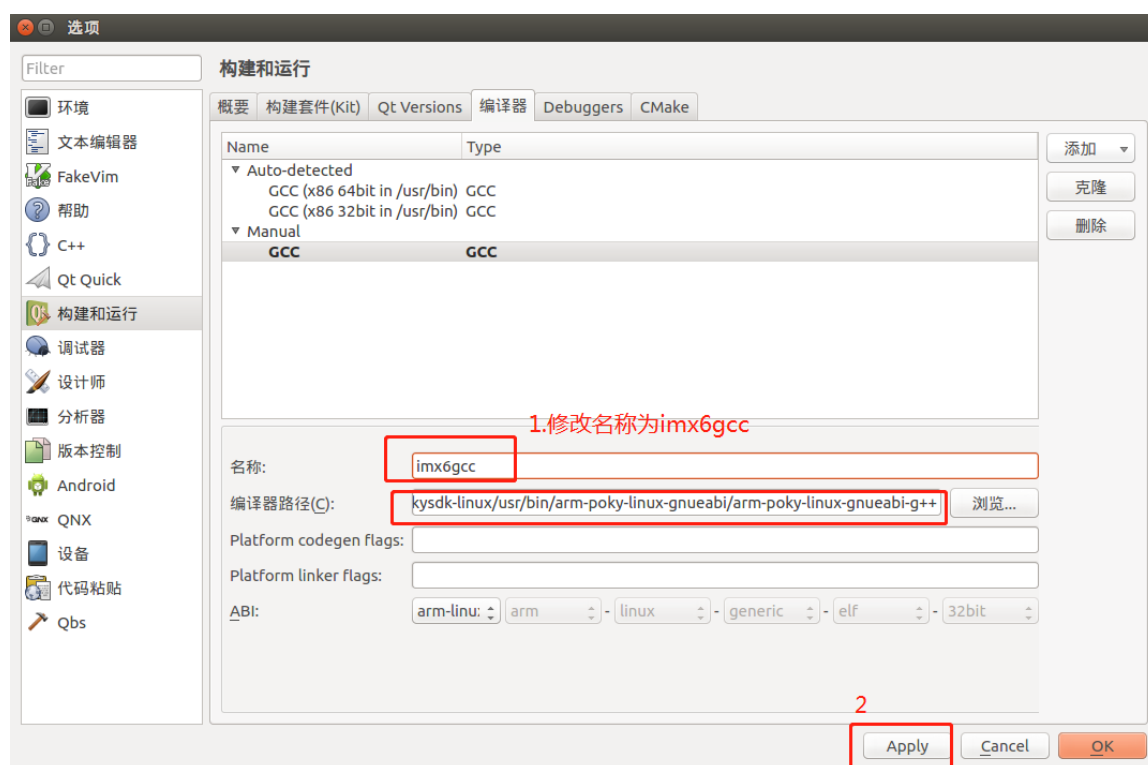 选项
Filter
构建和运行
环境
文本编辑器
FakeVim
帮助
C++
Qt Quick
构建和运行
调试器
设计师
分析器
版本控制
Android
QNX
设备
代码粘贴
Qbs
概要 构建套件(Kit) Qt Versions 编译器 Debuggers CMake
Name Type
Auto-detected
GCC (x86 64bit in /usr/bin) GCC
GCC (x86 32bit in /usr/bin) GCC
Manual
GCC GCC
添加
克隆
删除
1.修改名称为imx6gcc
名称: imx6gcc
编译器路径(C): kysdk-linux/usr/bin/arm-poky-linux-gnueabi/arm-poky-linux-gnueabi-g++ 浏览...
Platform codegen flags:
Platform linker flags:
ABI: arm-linu: arm - linux - generic - elf - 32bit
2
Apply Cancel OK